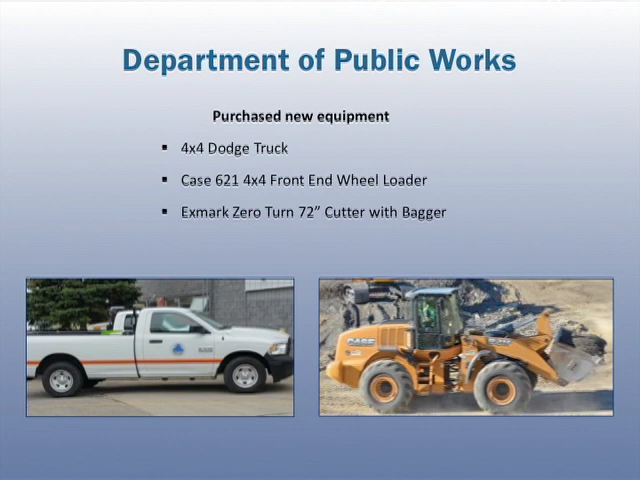 Department of Public Works
Purchased new equipment
▪ 4x4 Dodge Truck
▪ Case 621 4x4 Front End Wheel Loader
▪ Exmark Zero Turn 72” Cutter with Bagger
CASE